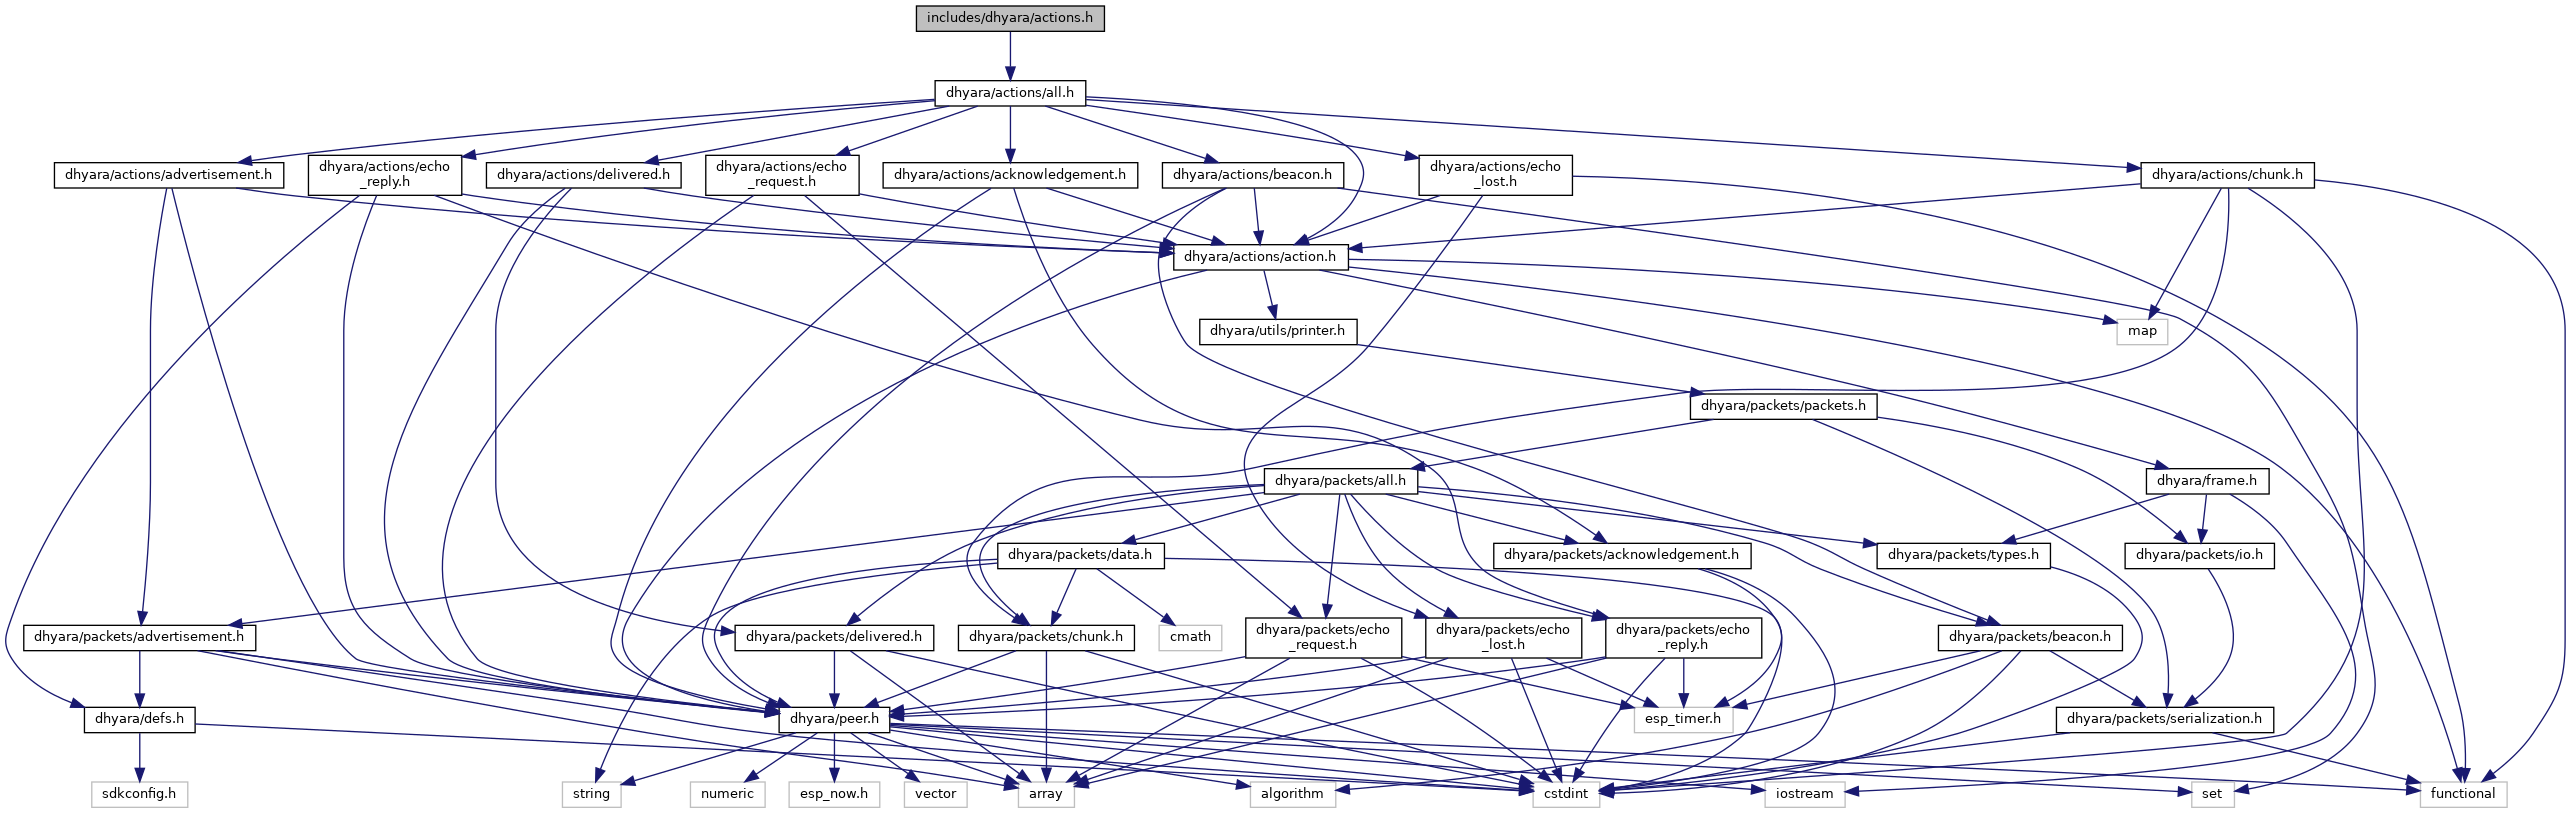 includes/dhyara/actions.h
dhyara/actions/all.h
dhyara/actions/advertisement.h
dhyara/actions/echo
_reply.h
dhyara/actions/delivered.h
dhyara/actions/echo
_request.h
dhyara/actions/acknowledgement.h
dhyara/actions/beacon.h
dhyara/actions/echo
_lost.h
dhyara/actions/chunk.h
dhyara/actions/action.h
dhyara/utils/printer.h
map
dhyara/packets/packets.h
dhyara/packets/all.h
dhyara/frame.h
dhyara/packets/data.h
dhyara/packets/acknowledgement.h
dhyara/packets/types.h
dhyara/packets/io.h
dhyara/packets/advertisement.h
dhyara/packets/delivered.h
dhyara/packets/chunk.h
cmath
dhyara/packets/echo
_request.h
dhyara/packets/echo
_lost.h
dhyara/packets/echo
_reply.h
dhyara/packets/beacon.h
dhyara/defs.h
dhyara/peer.h
esp_timer.h
dhyara/packets/serialization.h
sdkconfig.h
string
numeric
esp_now.h
vector
array
algorithm
cstdint
iostream
set
functional